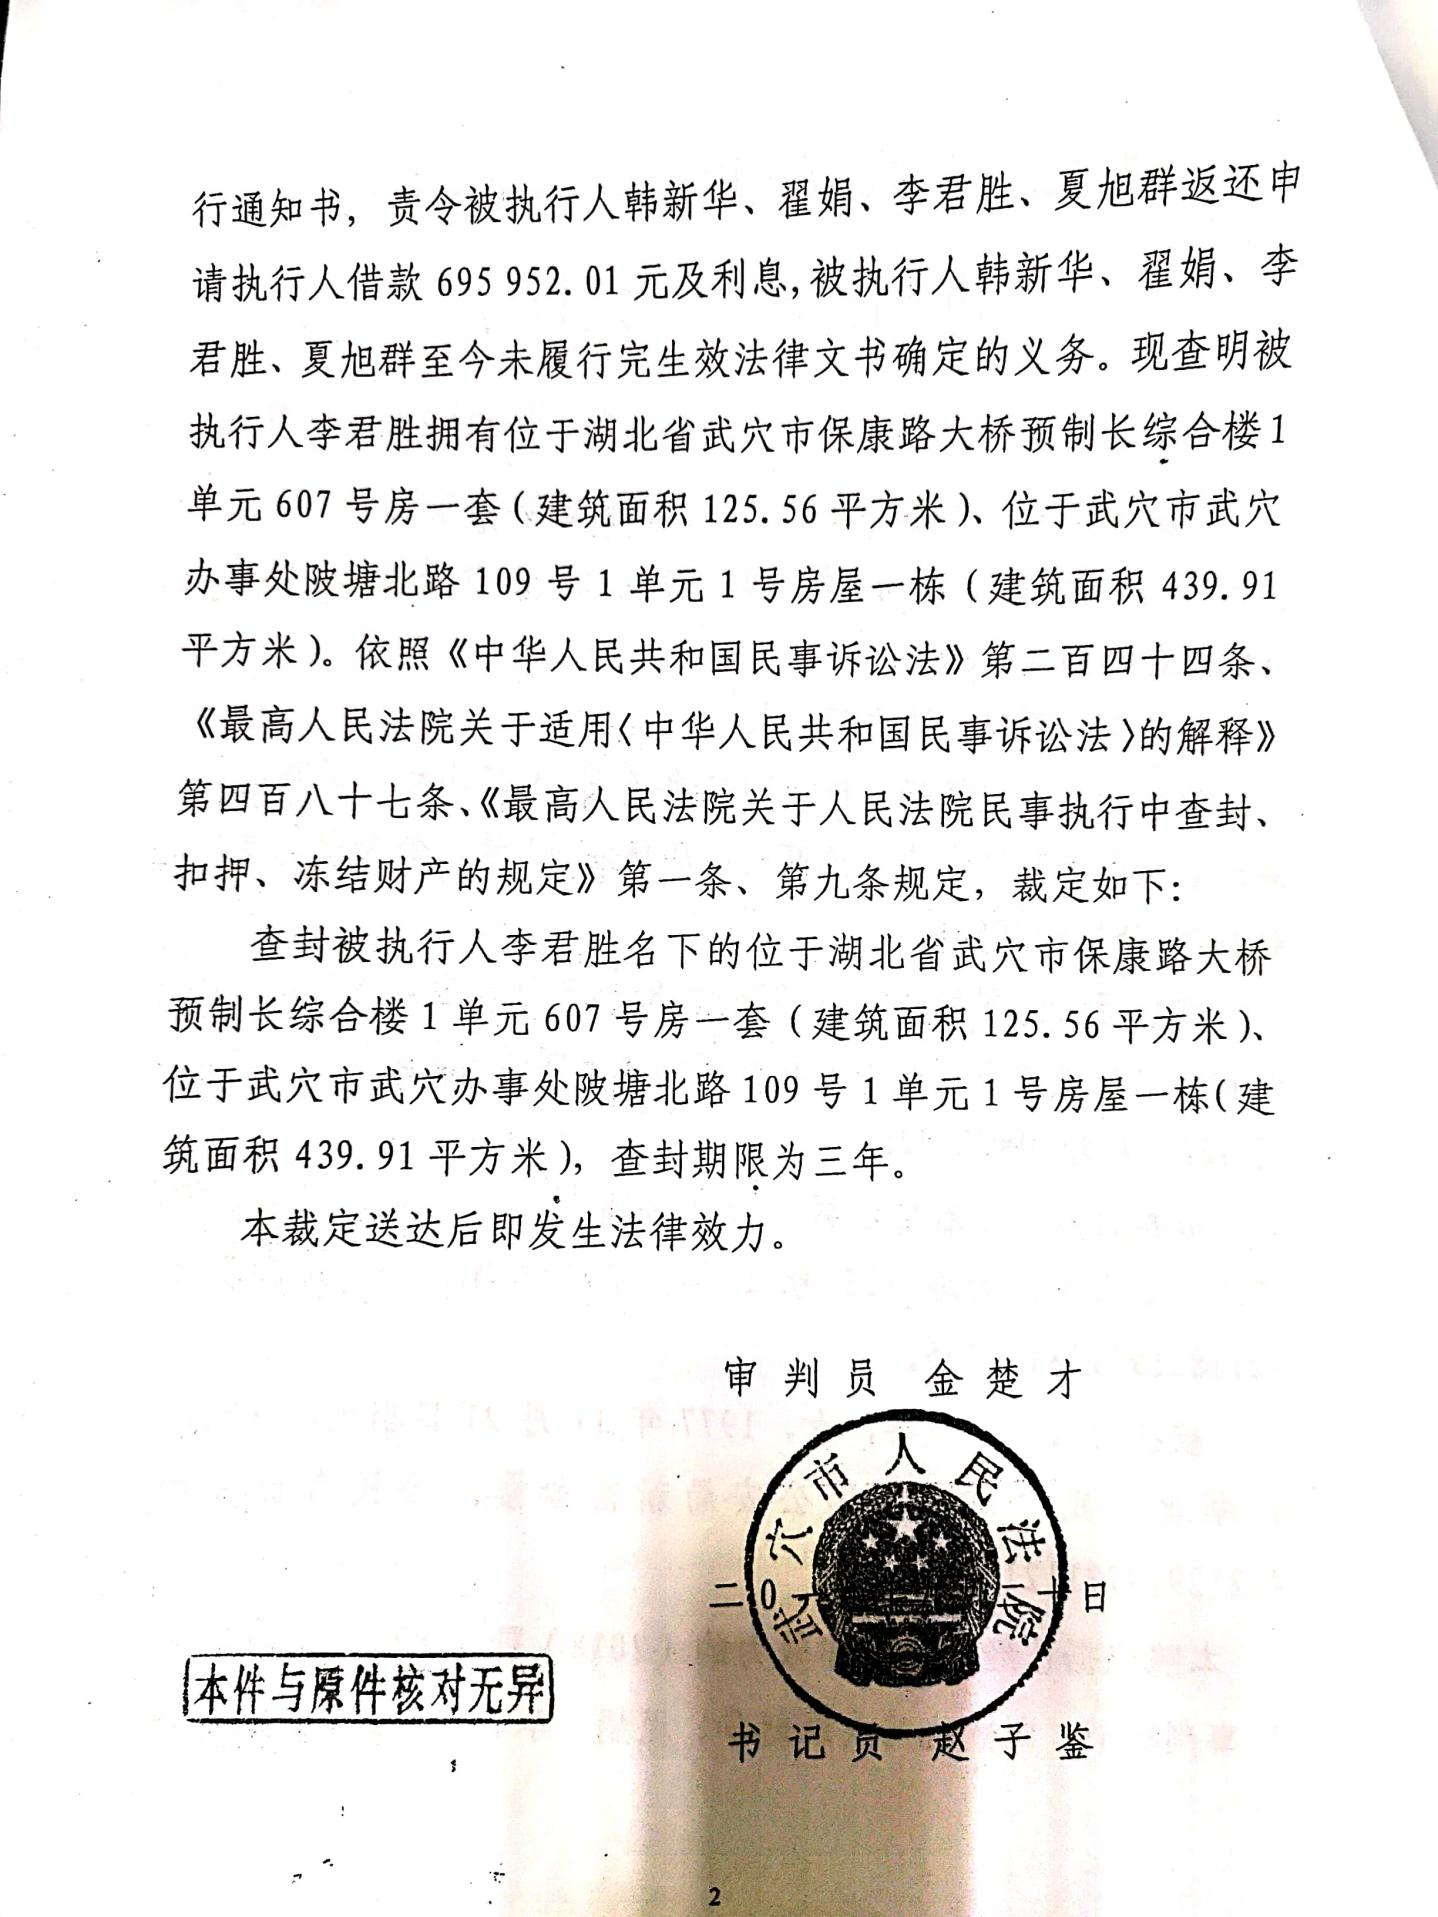 行通知书，责令被执行人韩新华、翟娟、李君胜、夏旭群返还申
请执行人借款 695 952.01 元及利息,被执行人韩新华、翟娟、李
君胜、夏旭群至今未履行完生效法律文书确定的义务。现查明被
执行人李君胜拥有位于湖北省武穴市保康路大桥预制长综合楼1
单元 607 号房一套（建筑面积 125.56 平方米）、位于武穴市武穴
办事处陂塘北路 109 号 1 单元 1 号房屋一栋（建筑面积 439.91
平方米）。依照《中华人民共和国民事诉讼法》第二百四十四条、
《最高人民法院关于适用〈中华人民共和国民事诉讼法〉的解释》
第四百八十七条、《最高人民法院关于人民法院民事执行中查封、
扣押、冻结财产的规定》第一条、第九条规定，裁定如下：
查封被执行人李君胜名下的位于湖北省武穴市保康路大桥
预制长综合楼 1 单元 607 号房一套（建筑面积 125.56 平方米）、
位于武穴市武穴办事处陂塘北路 109 号 1 单元 1 号房屋一栋（建
筑面积 439.91 平方米），查封期限为三年。
本裁定送达后即发生法律效力。
审判员 金楚才
武穴市人民法院
二〇 十日
本件与原件核对无异
书记员 赵子鉴
2